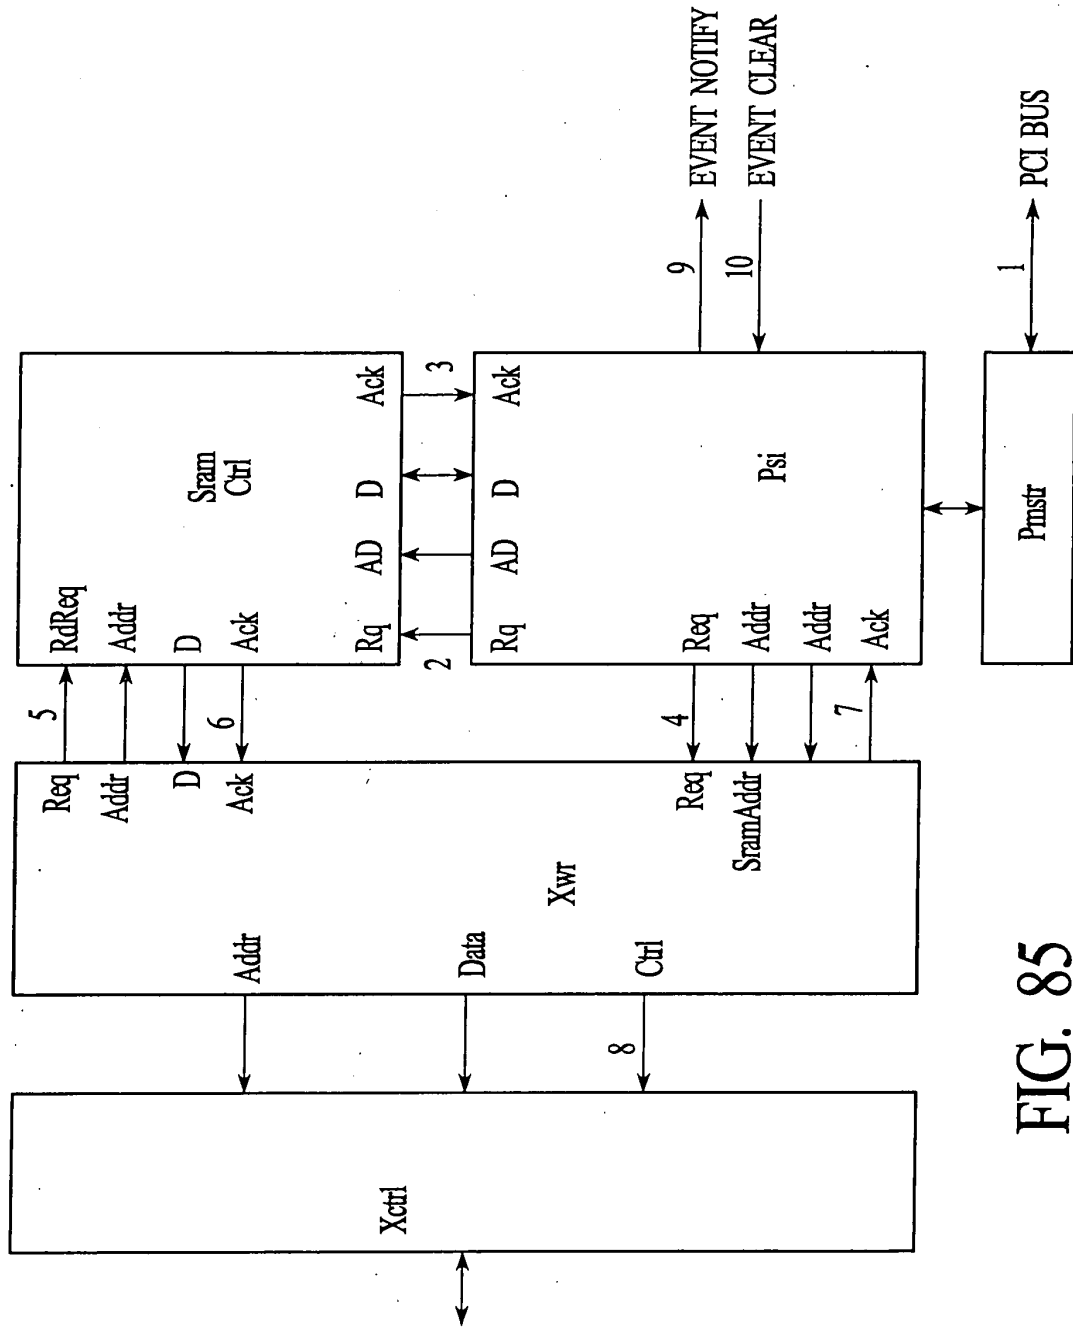 EVENT NOTIFY
EVENT CLEAR
PCI BUS
9
10
1
Ack
3
Ack
Sram
Ctrl
D
D
Psi
Pmstr
RdReq
Addr
D
Ack
AD
AD
Rq
2
Rq
Req
Addr
Addr
Ack
5
6
4
7
Req
Addr
D
Ack
Req
SramAddr
Xwr
Addr
Data
Ctrl
8
Xctrl
FIG. 85